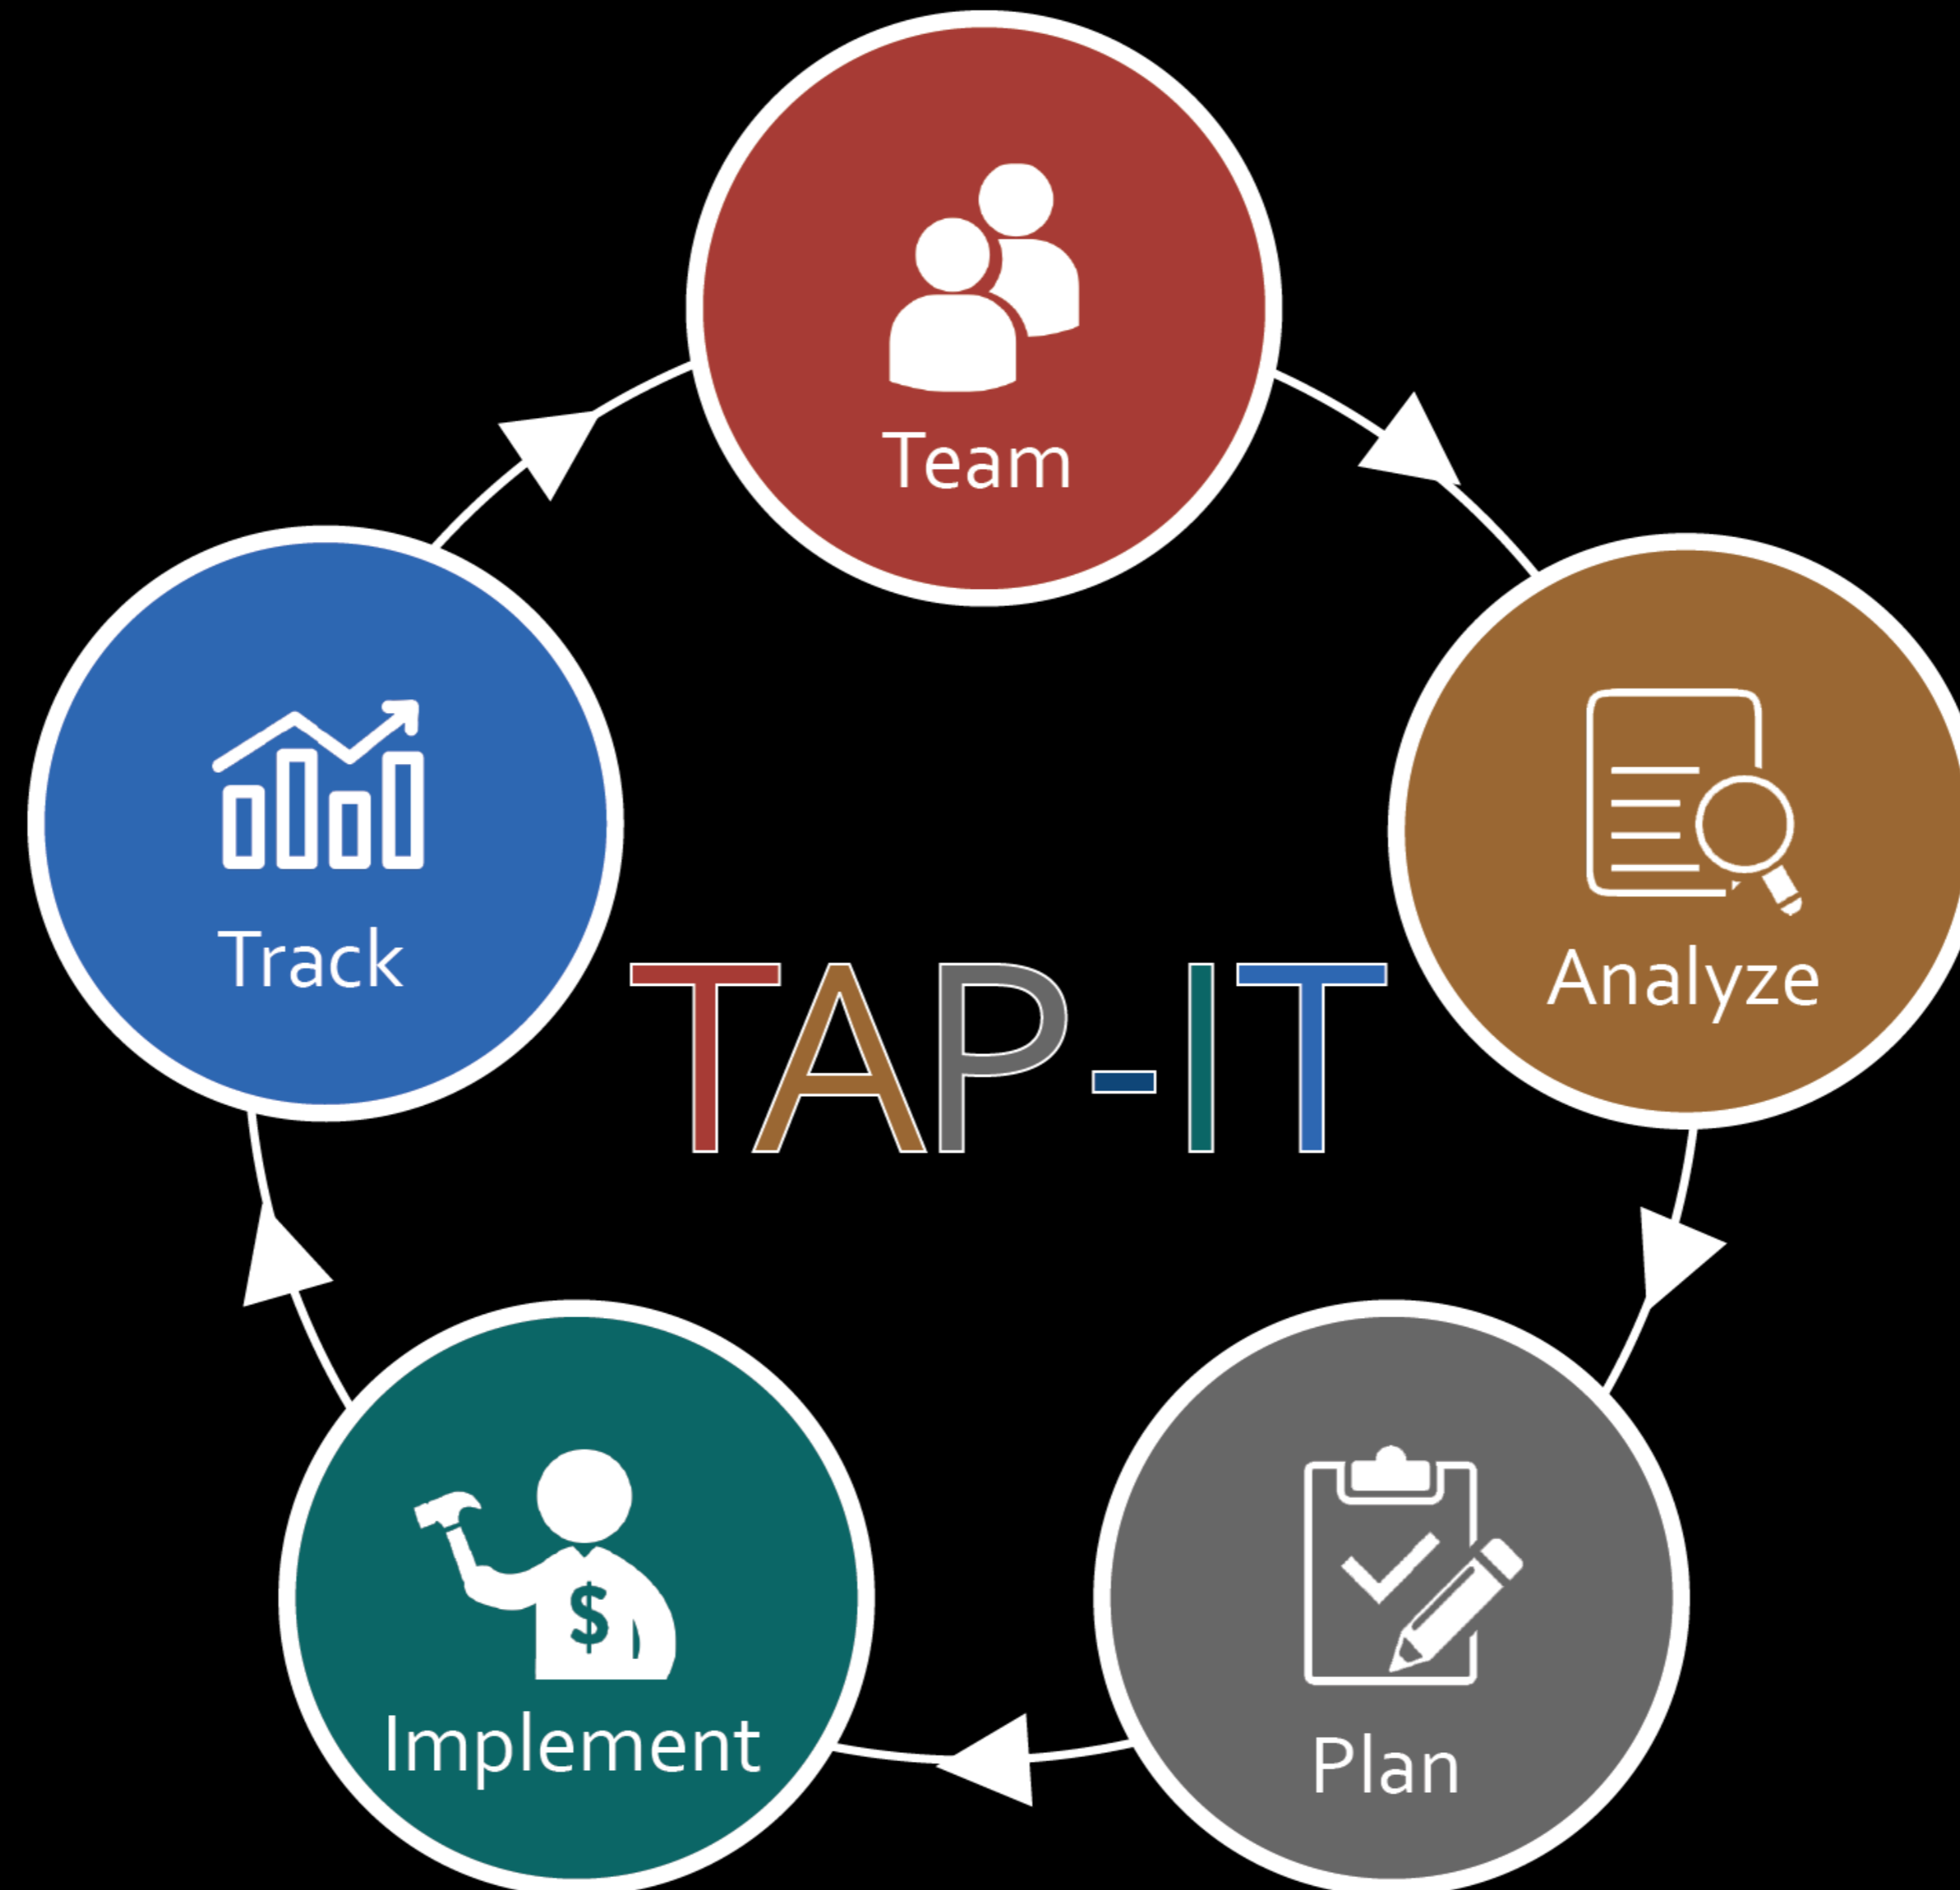 Team
Analyze
Plan
Implement
$
Track
TAP-IT